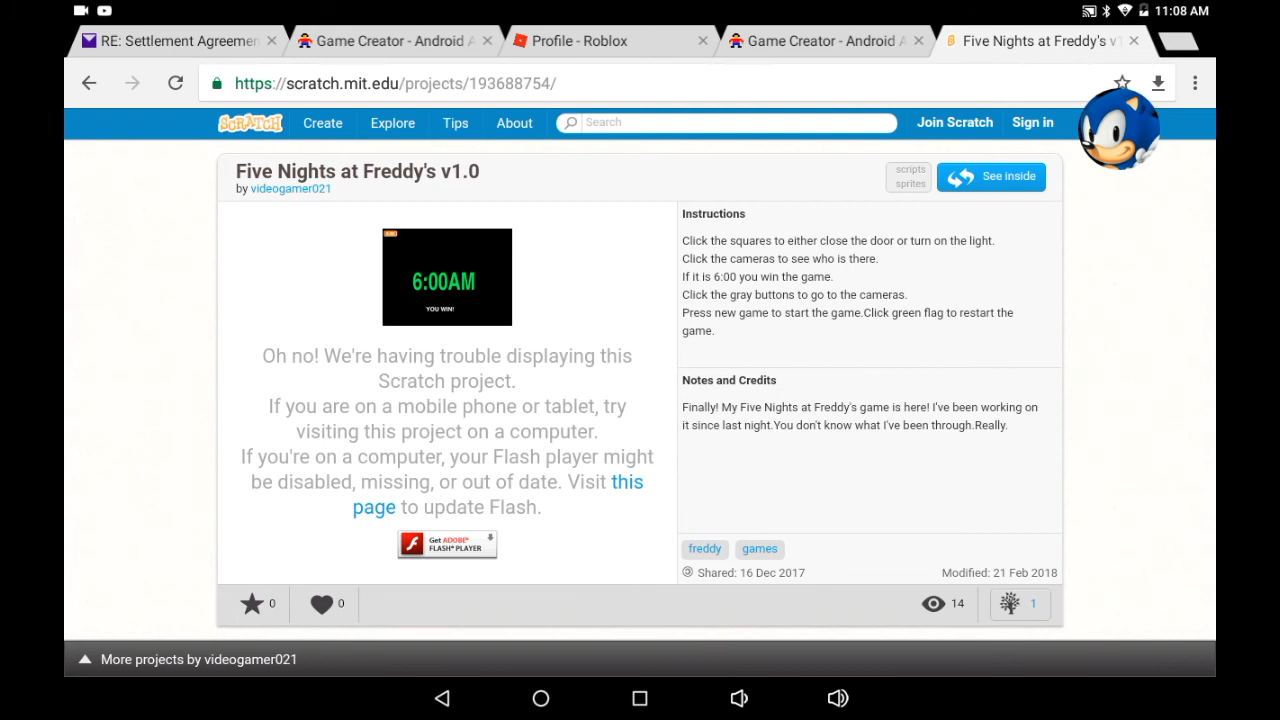 11:08 AM
RE: Settlement Agreemen
Game Creator - Android A
Profile - Roblox
Game Creator - Android A
Five Nights at Freddy's v1
https://scratch.mit.edu/projects/193688754/
SCRATCH
Create
Explore
Tips
About
Search
Join Scratch
Sign in
Five Nights at Freddy's v1.0
by videogamer021
scripts
sprites
See inside
6:00AM
YOU WIN!
Oh no! We're having trouble displaying this
Scratch project.
If you are on a mobile phone or tablet, try
visiting this project on a computer.
If you're on a computer, your Flash player might
be disabled, missing, or out of date. Visit this
page to update Flash.
Get ADOBE®
FLASH® PLAYER
Instructions
Click the squares to either close the door or turn on the light.
Click the cameras to see who is there.
If it is 6:00 you win the game.
Click the gray buttons to go to the cameras.
Press new game to start the game.Click green flag to restart the
game.
Notes and Credits
Finally! My Five Nights at Freddy's game is here! I've been working on
it since last night.You don't know what I've been through.Really.
freddy
games
Shared: 16 Dec 2017
Modified: 21 Feb 2018
0
0
14
1
More projects by videogamer021